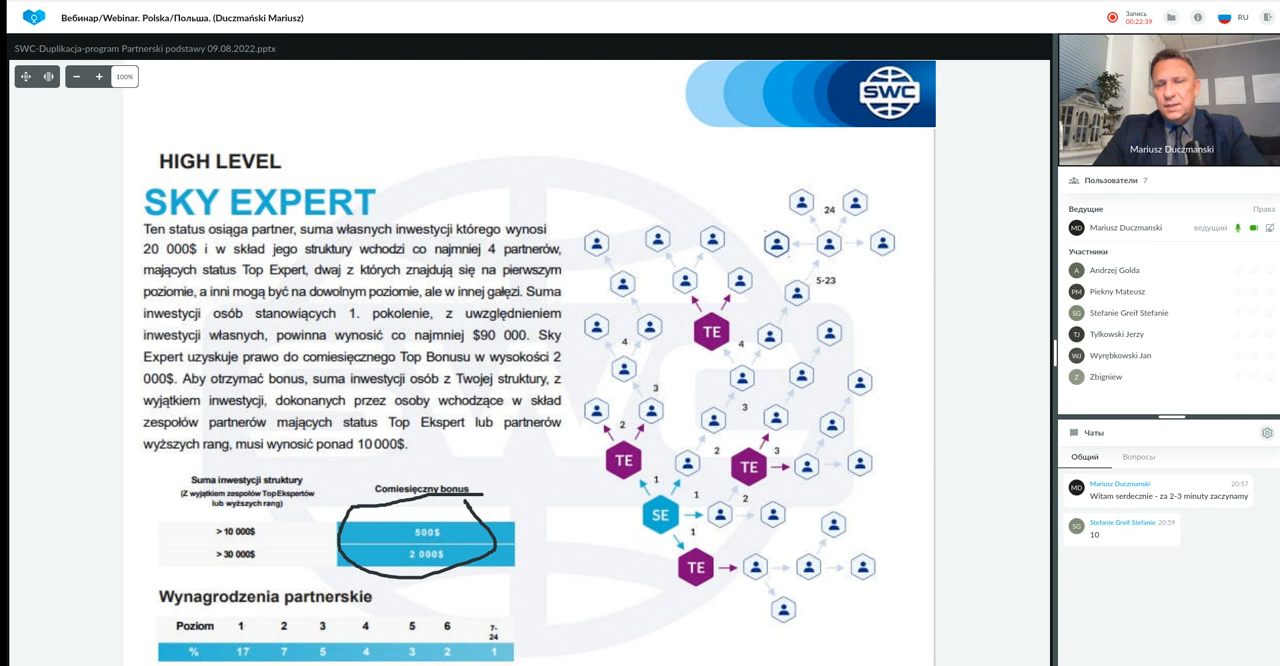 Вебинар/Webinar. Polska/Польша. (Duczmański Mariusz)
Запись
00:22:39
RU
SWC-Duplikacja-program Partnerski podstawy 09.08.2022.pptx
100%
SWC
HIGH LEVEL
SKY EXPERT
Ten status osiąga partner, suma własnych inwestycji którego wynosi
20 000$ i w skład jego struktury wchodzi co najmniej 4 partnerów,
mających status Top Expert, dwaj z których znajdują się na pierwszym
poziomie, a inni mogą być na dowolnym poziomie, ale w innej gałęzi. Suma
inwestycji osób stanowiących 1. pokolenie, z uwzględnieniem
inwestycji własnych, powinna wynosić co najmniej $90 000. Sky
Expert uzyskuje prawo do comiesięcznego Top Bonusu w wysokości 2
000$. Aby otrzymać bonus, suma inwestycji osób z Twojej struktury, z
wyjątkiem inwestycji, dokonanych przez osoby wchodzące w skład
zespołów partnerów mających status Top Ekspert lub partnerów
wyższych rang, musi wynosić ponad 10 000$.
Suma inwestycji struktury
(Z wyjątkiem zespołów TopEkspertów
lub wyższych rang)
Comiesięczny bonus
> 10 000$ 500$
> 30 000$ 2 000$
Wynagrodzenia partnerskie
Poziom 1 2 3 4 5 6 7-
24
% 17 7 5 4 3 2 1
24
5-23
TE
4
4
3
3
2
TE
2
TE
3
1
1
2
SE
1
TE
Mariusz Duczmanski
Пользователи 7
Ведущие Права
MD Mariusz Duczmanski ведущий
Участники
A Andrzej Golda
PM Piekny Mateusz
SG Stefanie Greif Stefanie
TJ Tylkowski Jerzy
WJ Wyrębkowski Jan
Z Zbigniew
Чаты
Общий Вопросы
MD Mariusz Duczmanski 20:57
Witam serdecznie - za 2-3 minuty zaczynamy
SG Stefanie Greif Stefanie 20:59
10